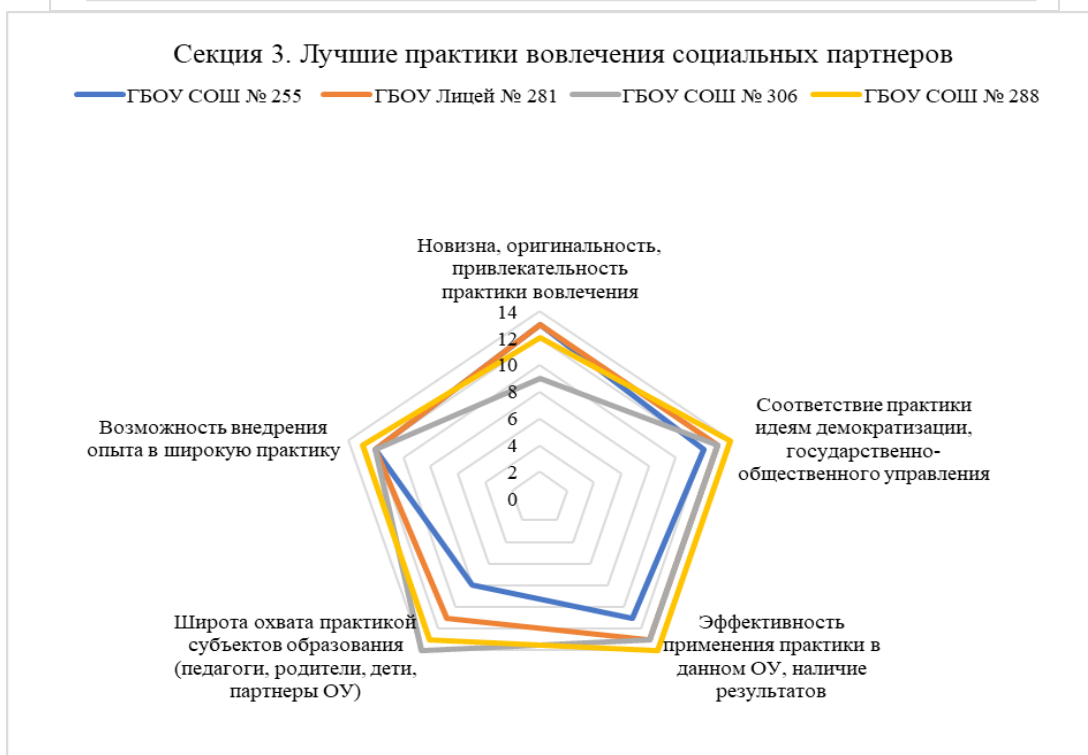 Секция 3. Лучшие практики вовлечения социальных партнеров
ГБОУ СОШ № 255 ГБОУ Лицей № 281 ГБОУ СОШ № 306 ГБОУ СОШ № 288
Новизна, оригинальность,
привлекательность
практики вовлечения
14
12
10
8
6
4
2
0
Соответствие практики
идеям демократизации,
государственно-
общественного управления
Эффективность
применения практики в
данном ОУ, наличие
результатов
Широта охвата практикой
субъектов образования
(педагоги, родители, дети,
партнеры ОУ)
Возможность внедрения
опыта в широкую практику